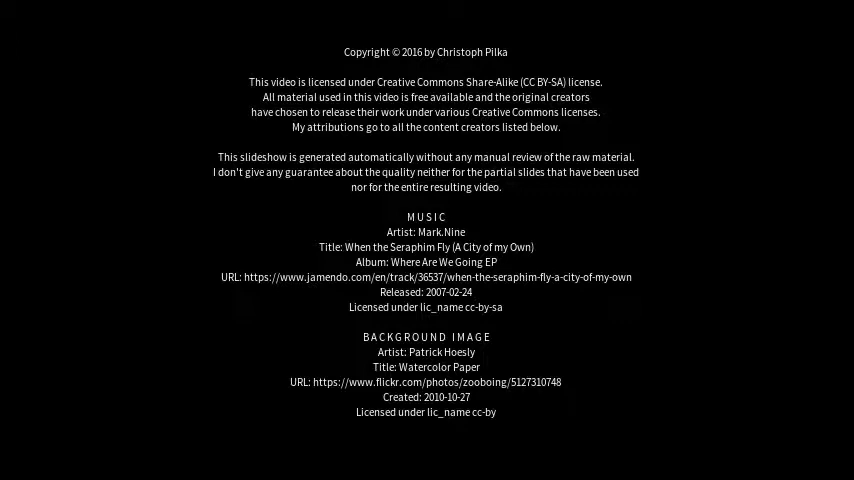 Copyright © 2016 by Christoph Pilka
This video is licensed under Creative Commons Share-Alike (CC BY-SA) license.
All material used in this video is free available and the original creators
have chosen to release their work under various Creative Commons licenses.
My attributions go to all the content creators listed below.
This slideshow is generated automatically without any manual review of the raw material.
I don't give any guarantee about the quality neither for the partial slides that have been used
nor for the entire resulting video.
MUSIC
Artist: Mark.Nine
Title: When the Seraphim Fly (A City of my Own)
Album: Where Are We Going EP
URL: https://www.jamendo.com/en/track/36537/when-the-seraphim-fly-a-city-of-my-own
Released: 2007-02-24
Licensed under lic_name cc-by-sa
BACKGROUND IMAGE
Artist: Patrick Hoesly
Title: Watercolor Paper
URL: https://www.flickr.com/photos/zooboing/5127310748
Created: 2010-10-27
Licensed under lic_name cc-by